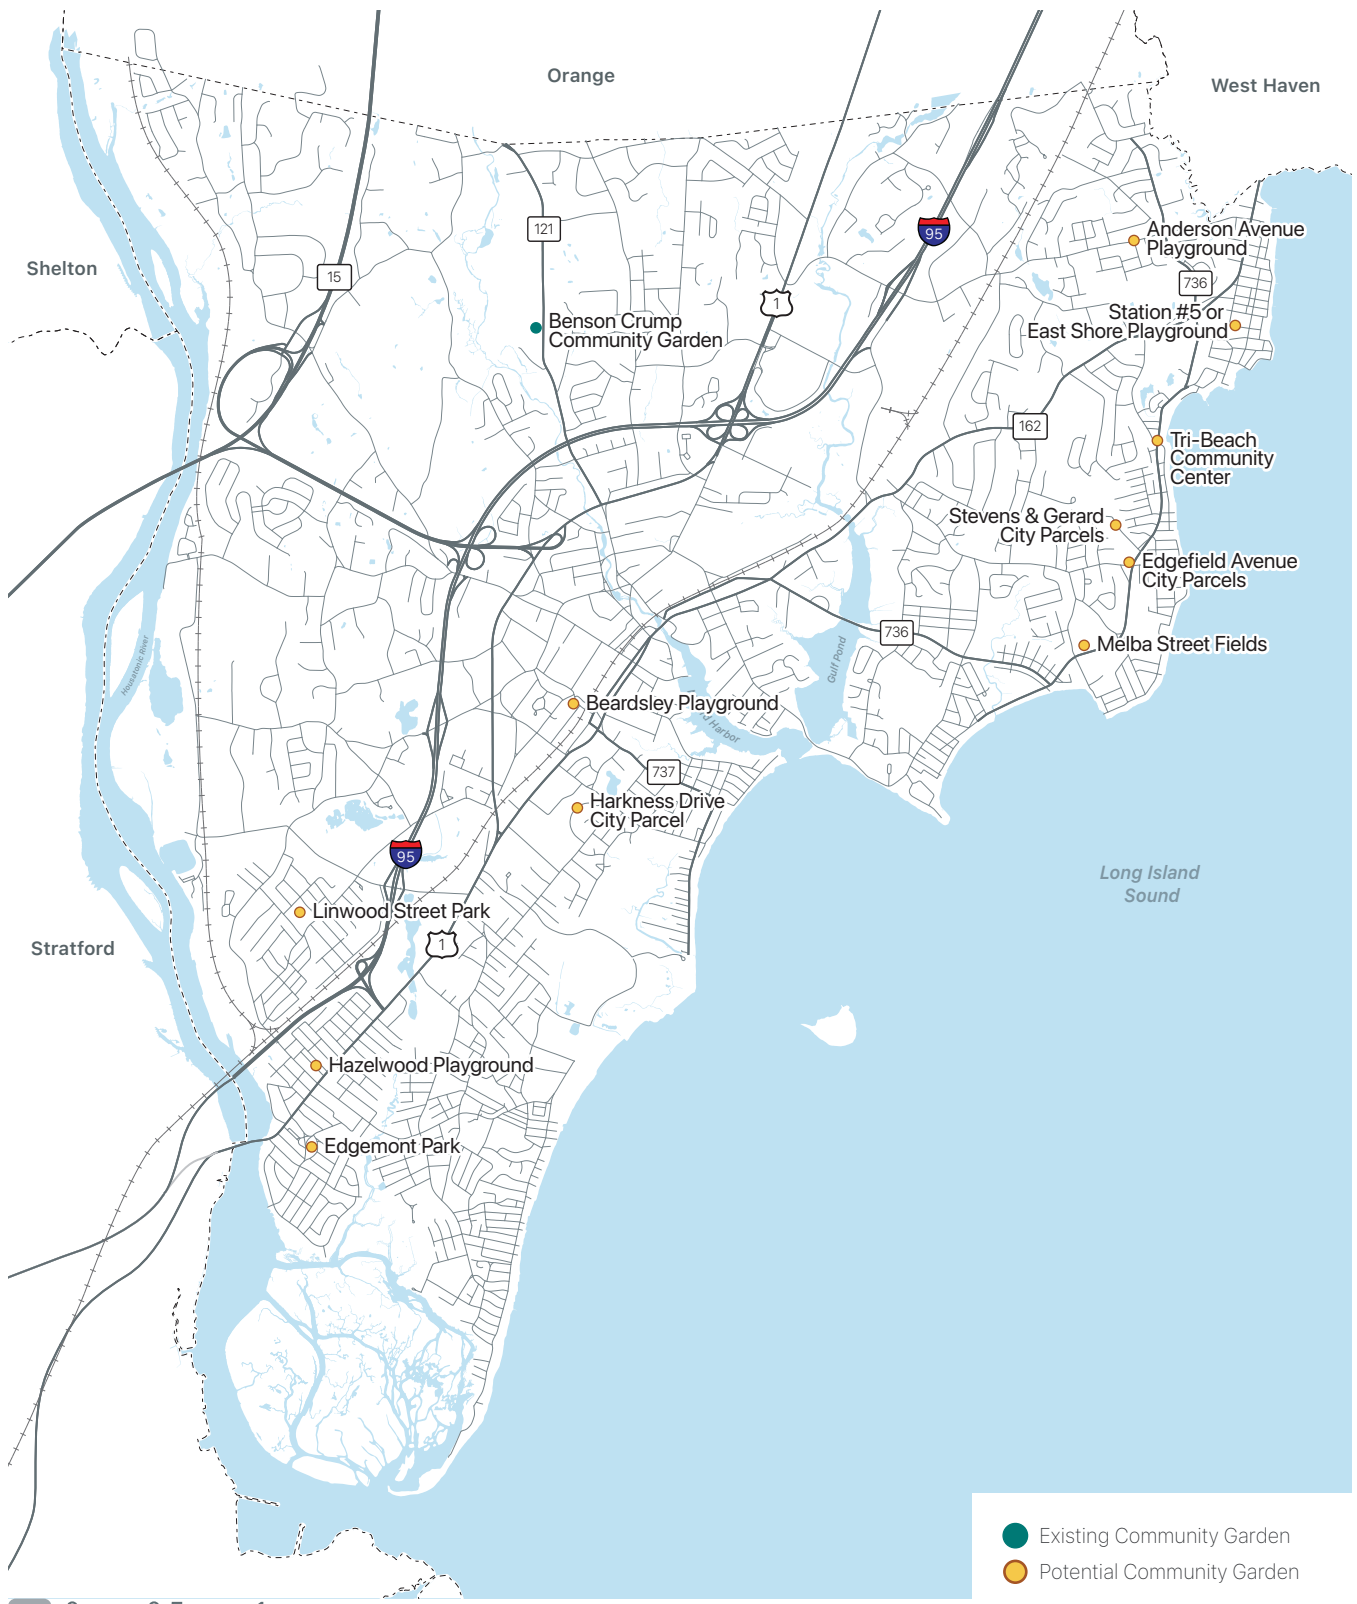 Orange
West Haven
Shelton
Stratford
15
121
1
95
Anderson Avenue
Playground
736
Station #5 or
East Shore Playground
Benson Crump
Community Garden
162
Tri-Beach
Community
Center
Stevens & Gerard
City Parcels
Edgefield Avenue
City Parcels
736
Melba Street Fields
Housatonic River
Gulf Pond
Beardsley Playground
Harbor
737
Harkness Drive
City Parcel
95
Linwood Street Park
1
Long Island
Sound
Hazelwood Playground
Edgemont Park
Existing Community Garden
Potential Community Garden